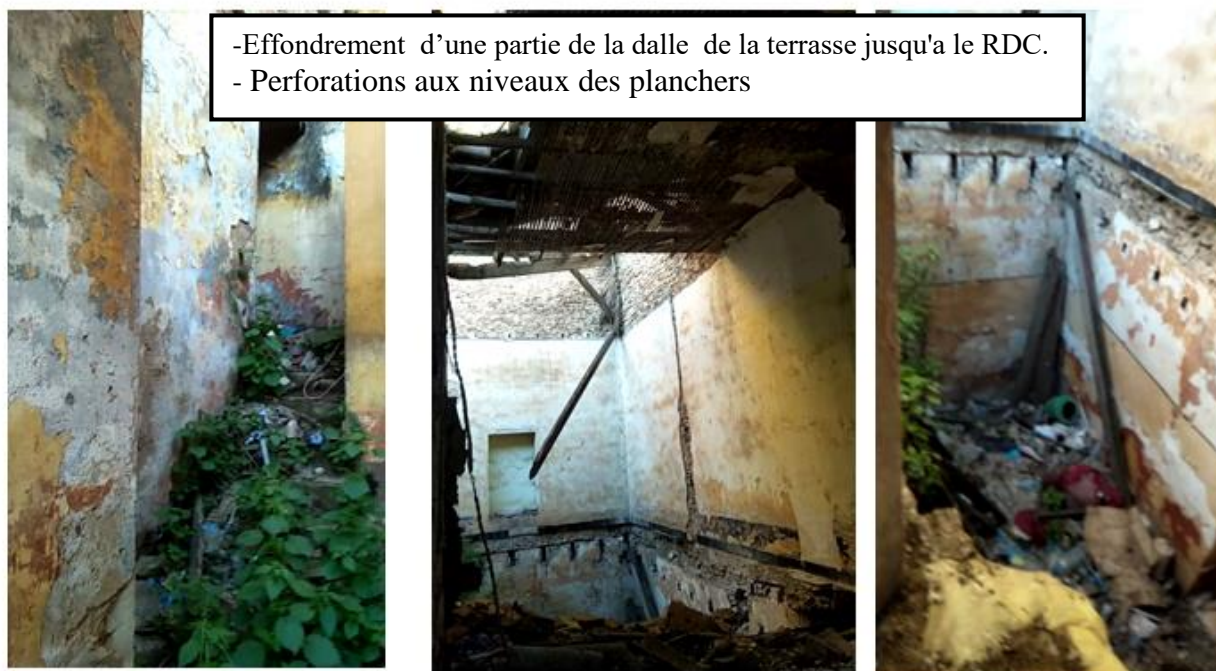 -Effondrement d’une partie de la dalle de la terrasse jusqu'a le RDC.
- Perforations aux niveaux des planchers